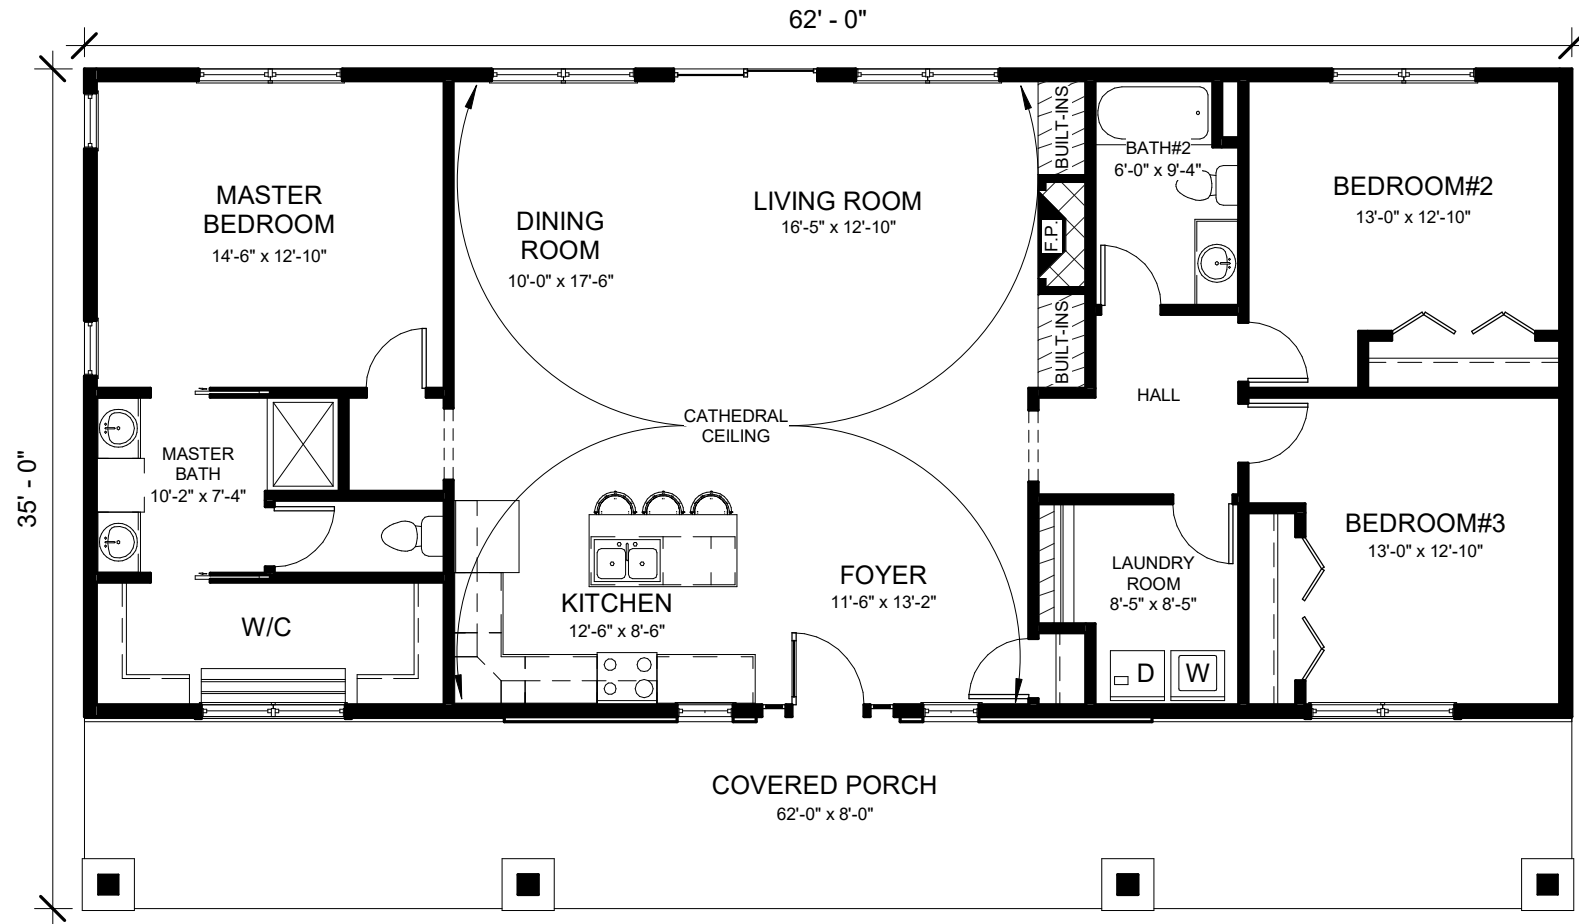 62' - 0"
35' - 0"
MASTER
BEDROOM
14'-6" x 12'-10"
DINING
ROOM
10'-0" x 17'-6"
LIVING ROOM
16'-5" x 12'-10"
BUILT-INS
F.P.
BUILT-INS
BATH#2
6'-0" x 9'-4"
BEDROOM#2
13'-0" x 12'-10"
HALL
CATHEDRAL
CEILING
MASTER
BATH
10'-2" x 7'-4"
W/C
KITCHEN
12'-6" x 8'-6"
FOYER
11'-6" x 13'-2"
LAUNDRY
ROOM
8'-5" x 8'-5"
D
W
BEDROOM#3
13'-0" x 12'-10"
COVERED PORCH
62'-0" x 8'-0"